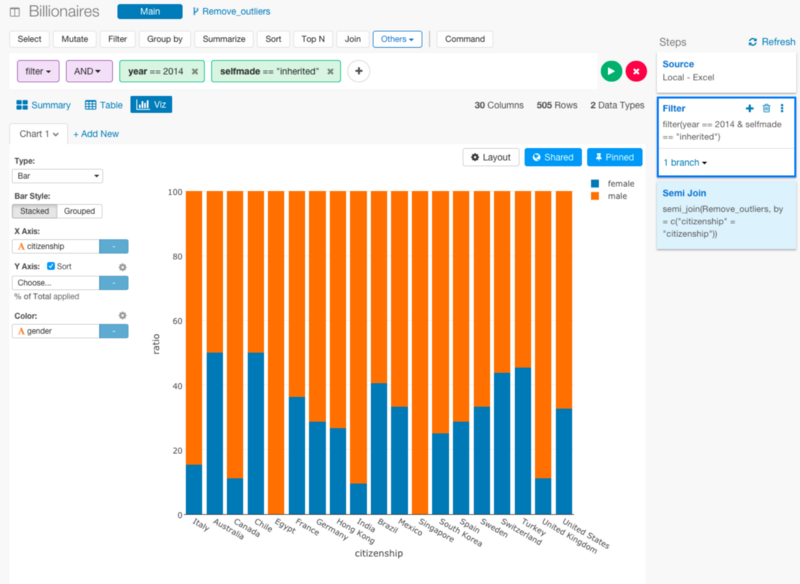 Billionaires
Main
Remove_outliers
Select
Mutate
Filter
Group by
Summarize
Sort
Top N
Join
Others
Command
filter
AND
year == 2014 ×
selfmade == "inherited" ×
+
Summary
Table
Viz
30 Columns 505 Rows 2 Data Types
Chart 1
+ Add New
Type:
Bar
Bar Style:
Stacked Grouped
X Axis:
A citizenship -
Y Axis: Sort
Choose... -
% of Total applied
Color:
A gender -
Layout
Shared
Pinned
female
male
100
80
60
40
20
0
ratio
Italy
Australia
Canada
Chile
Egypt
France
Germany
Hong Kong
India
Brazil
Mexico
Singapore
South Korea
Spain
Sweden
Switzerland
Turkey
United Kingdom
United States
citizenship
Steps
Refresh
Source
Local - Excel
Filter
filter(year == 2014 & selfmade
== "inherited")
1 branch
Semi Join
semi_join(Remove_outliers, by
= c("citizenship" =
"citizenship"))